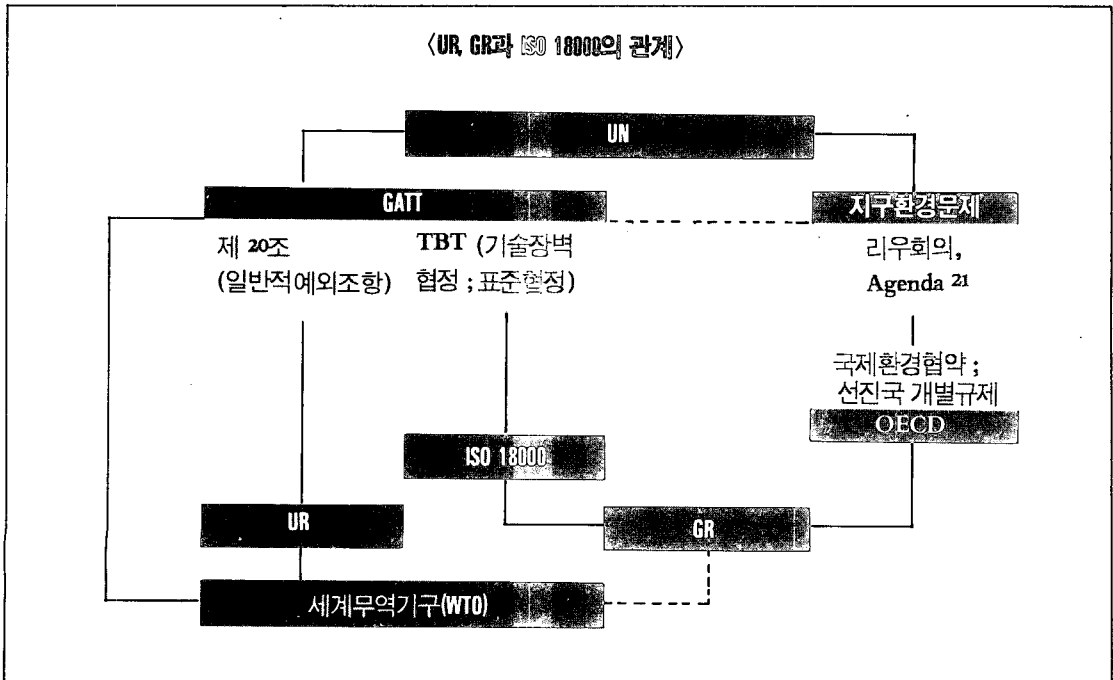 〈UR, GR과 ISO 18000의 관계〉
UN
GATT
지구환경문제
제 20조
(일반적예외조항)
TBT (기술장벽
협정 ; 표준협정)
리우회의,
Agenda 21
국제환경협약 ;
선진국 개별규제
OECD
ISO 18000
UR
GR
세계무역기구(WTO)